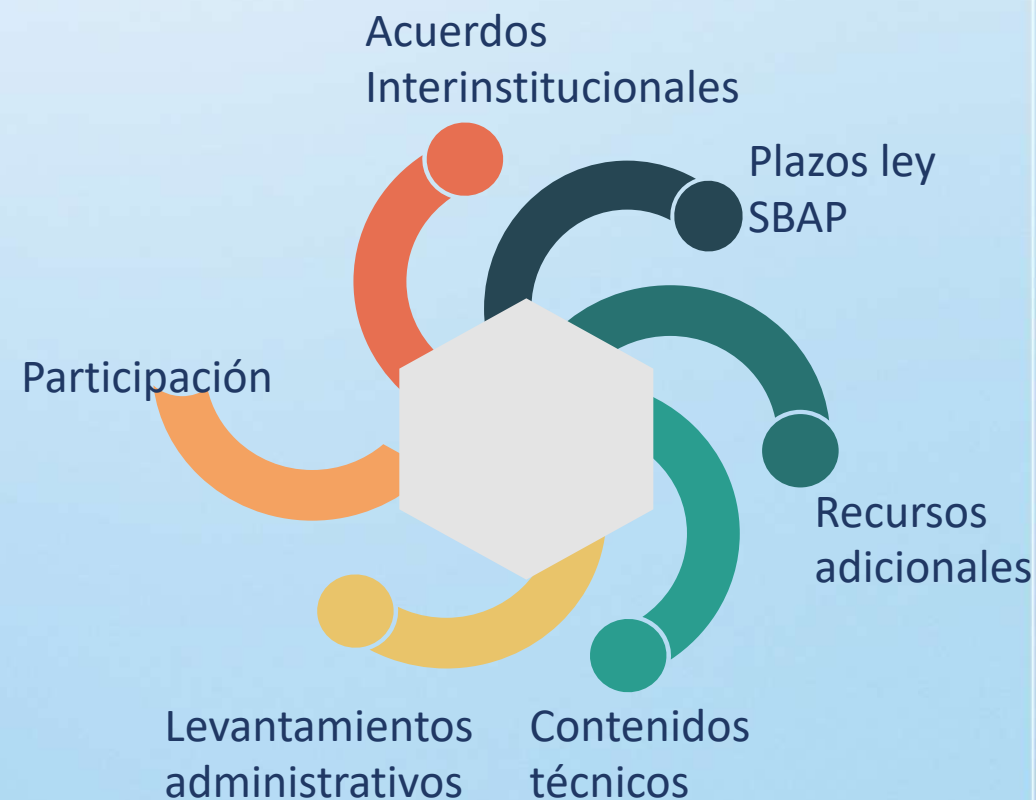 Acuerdos
Interinstitucionales
Plazos ley
SBAP
Participación
Recursos
adicionales
Levantamientos
administrativos
Contenidos
técnicos